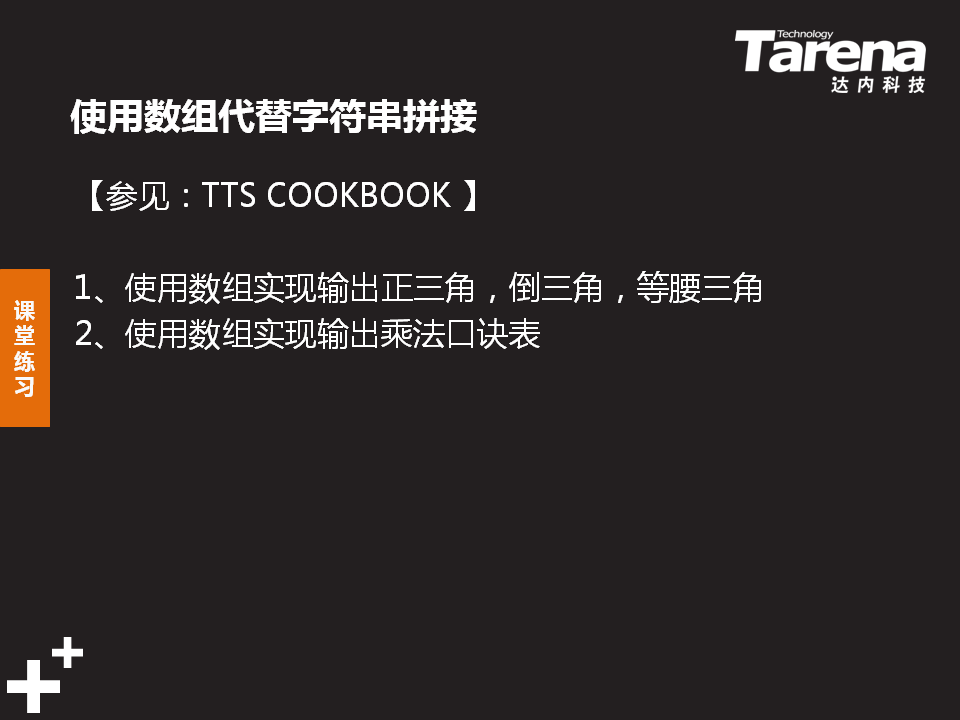 Technology
Tarena
达内科技
使用数组代替字符串拼接
【参见：TTS COOKBOOK 】
1、使用数组实现输出正三角，倒三角，等腰三角
2、使用数组实现输出乘法口诀表
课
堂
练
习